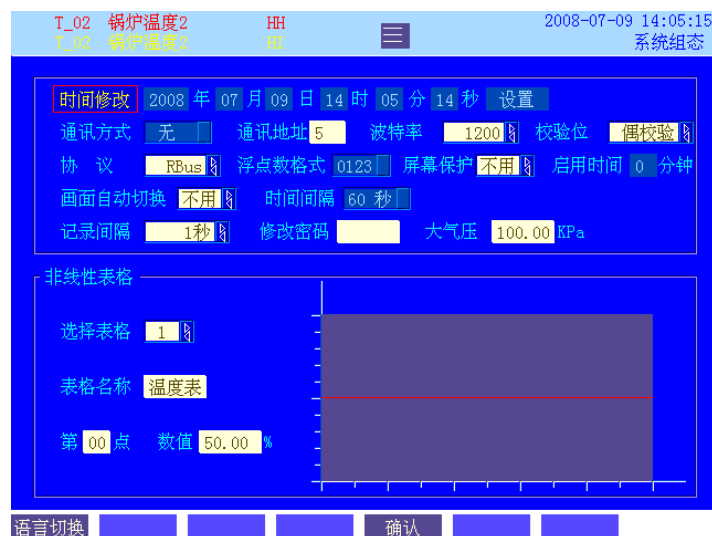 T_02 锅炉温度2 HH 2008-07-09 14:05:15
T_02 锅炉温度2 HI 系统组态
时间修改 2008 年 07 月 09 日 14 时 05 分 14 秒 设置
通讯方式 无 通讯地址 5 波特率 1200 校验位 偶校验
协 议 RBus 浮点数格式 0123 屏幕保护 不用 启用时间 0 分钟
画面自动切换 不用 时间间隔 60 秒
记录间隔 1秒 修改密码 大气压 100.00 KPa
非线性表格
选择表格 1
表格名称 温度表
第 00 点 数值 50.00 %
语言切换 确认